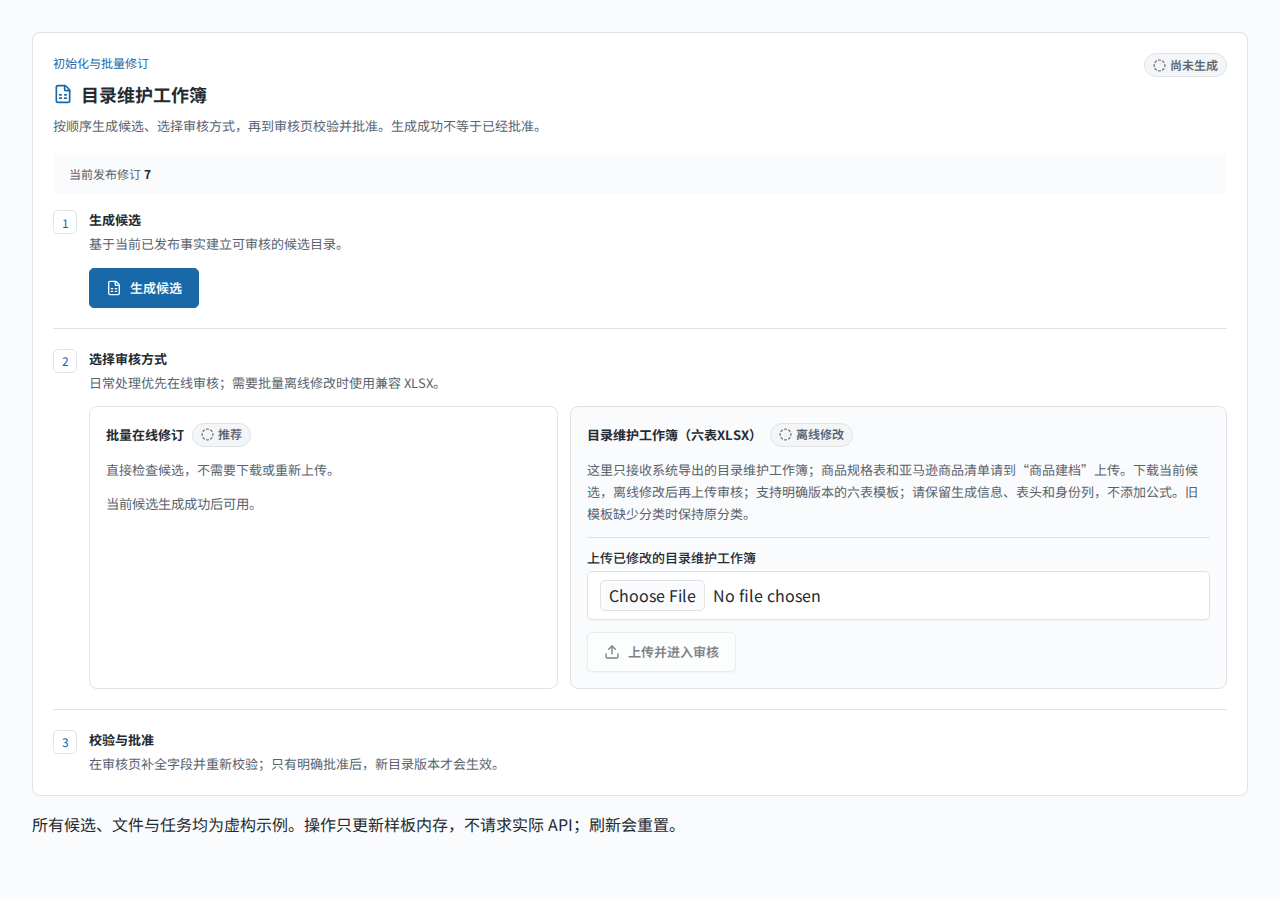 初始化与批量修订
尚未生成
目录维护工作簿
按顺序生成候选、选择审核方式，再到审核页校验并批准。生成成功不等于已经批准。
当前发布修订 7
1
生成候选
基于当前已发布事实建立可审核的候选目录。
生成候选
2
选择审核方式
日常处理优先在线审核；需要批量离线修改时使用兼容 XLSX。
批量在线修订
推荐
直接检查候选，不需要下载或重新上传。
当前候选生成成功后可用。
目录维护工作簿（六表XLSX）
离线修改
这里只接收系统导出的目录维护工作簿；商品规格表和亚马逊商品清单请到“商品建档”上传。下载当前候
选，离线修改后再上传审核；支持明确版本的六表模板；请保留生成信息、表头和身份列，不添加公式。旧
模板缺少分类时保持原分类。
上传已修改的目录维护工作簿
Choose File No file chosen
上传并进入审核
3
校验与批准
在审核页补全字段并重新校验；只有明确批准后，新目录版本才会生效。
所有候选、文件与任务均为虚构示例。操作只更新样板内存，不请求实际 API；刷新会重置。